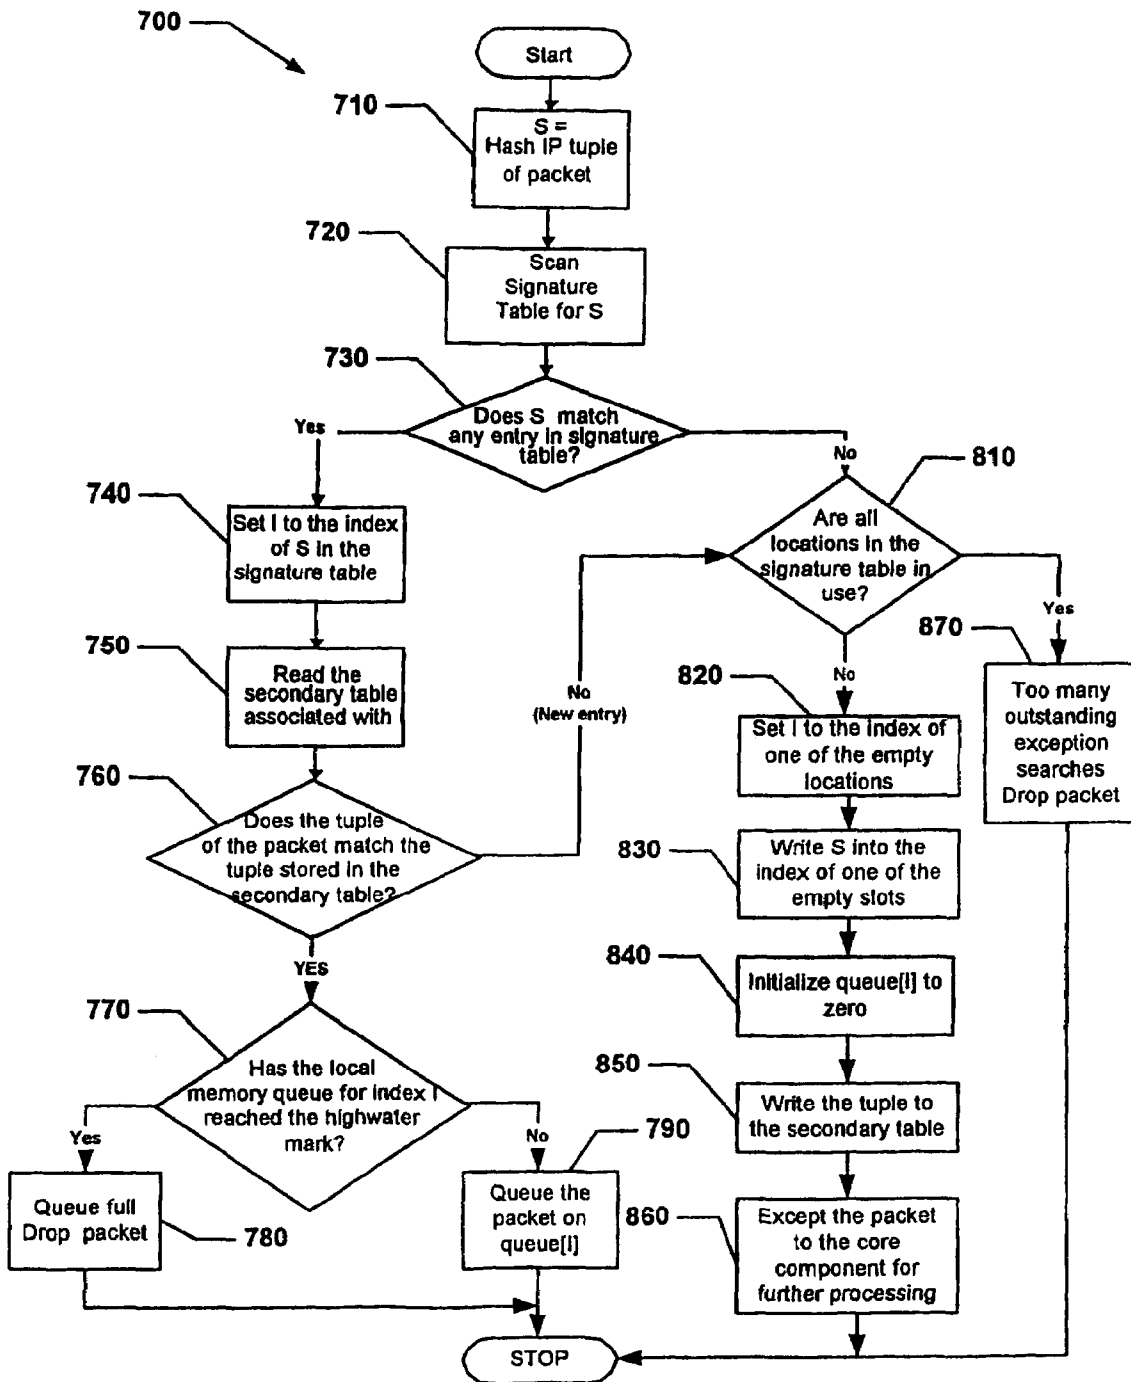 700
Start
710
S =
Hash IP tuple
of packet
720
Scan
Signature
Table for S
730
Does S match
any entry in signature
table?
Yes
No
740
Set I to the index
of S in the
signature table
810
Are all
locations in the
signature table in
use?
750
Read the
secondary table
associated with
No
(New entry)
Yes
870
Too many
outstanding
exception
searches
Drop packet
No
820
Set I to the index of
one of the empty
locations
760
Does the tuple
of the packet match the
tuple stored in the
secondary table?
830
Write S into the
index of one of the
empty slots
YES
840
Initialize queue[I] to
zero
770
Has the local
memory queue for index I
reached the highwater
mark?
850
Write the tuple to
the secondary table
Yes
No
780
Queue full
Drop packet
790
Queue the
packet on
queue[I]
860
Except the packet
to the core
component for
further processing
STOP